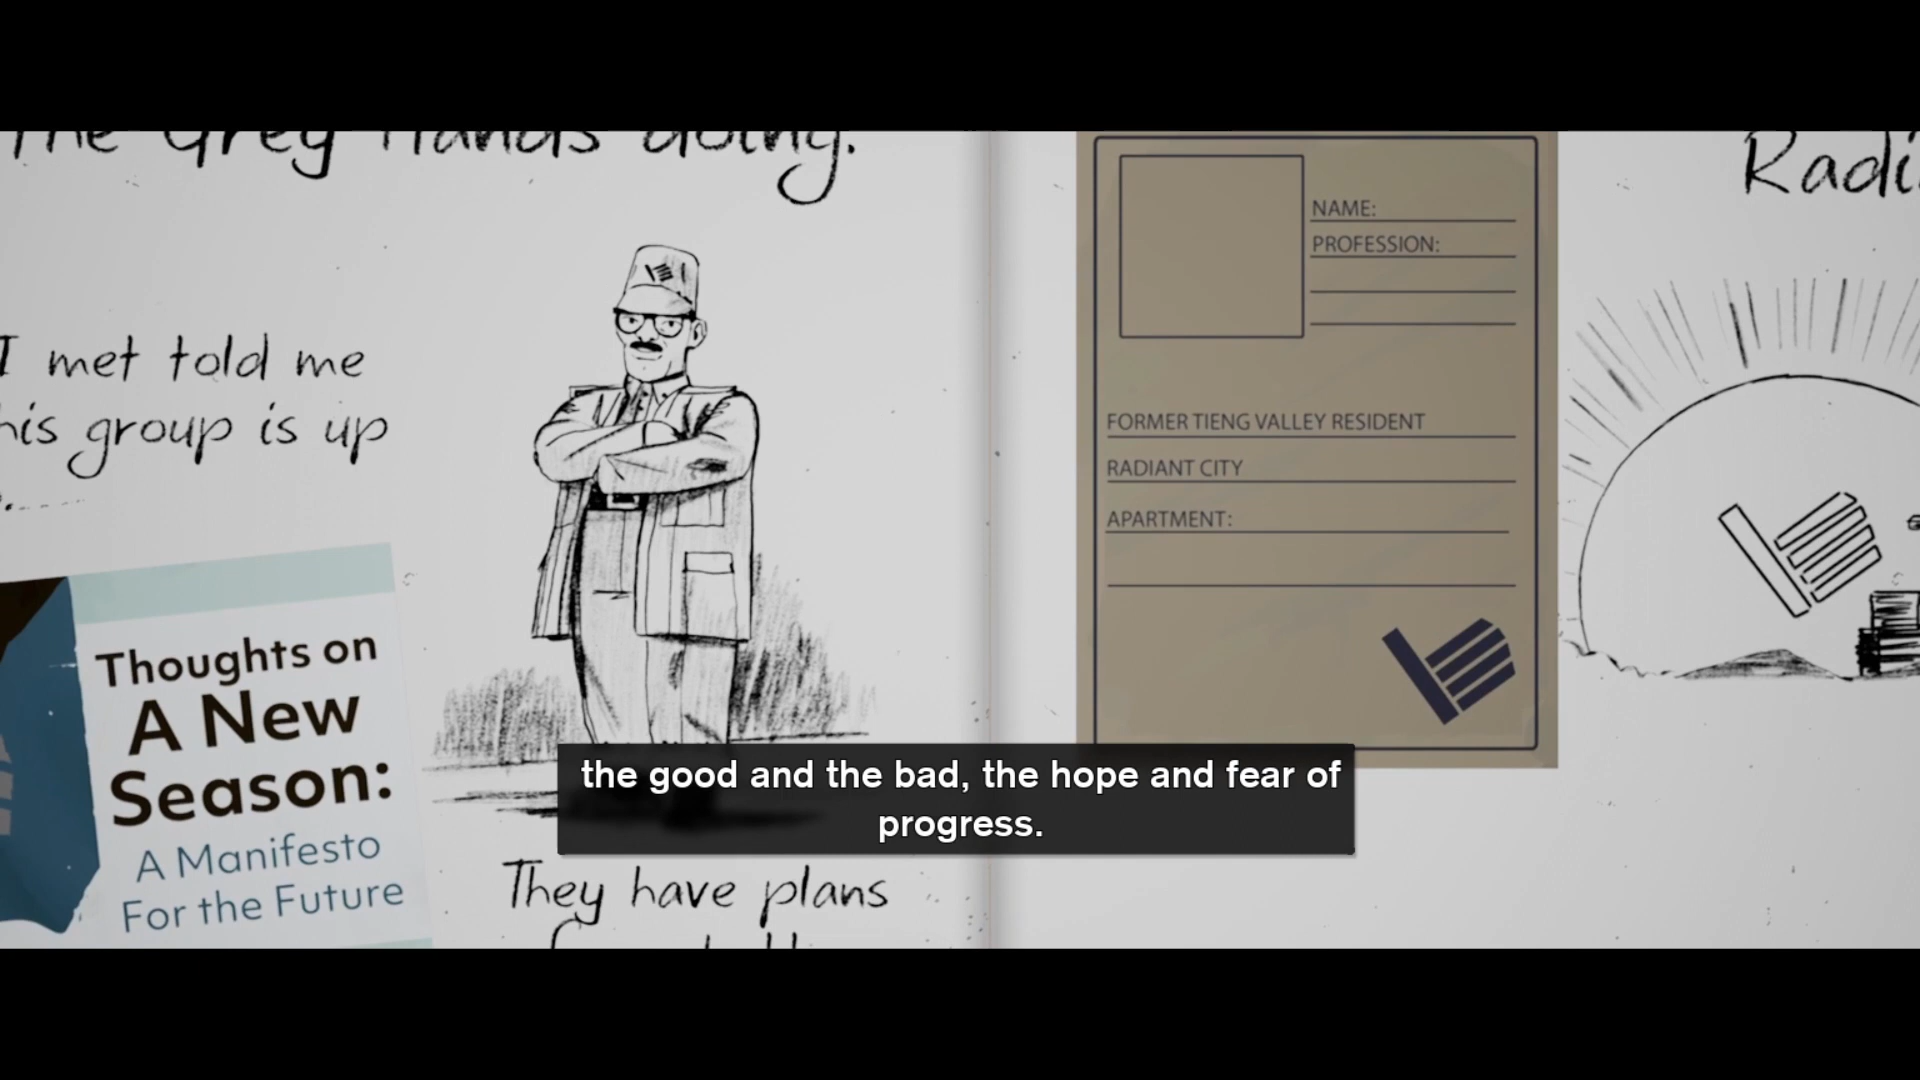 The Grey Hands doing.
I met told me
his group is up
Thoughts on
A New
Season:
A Manifesto
For the Future
They have plans
NAME:
PROFESSION:
FORMER TIENG VALLEY RESIDENT
RADIANT CITY
APARTMENT:
Radi
the good and the bad, the hope and fear of
progress.